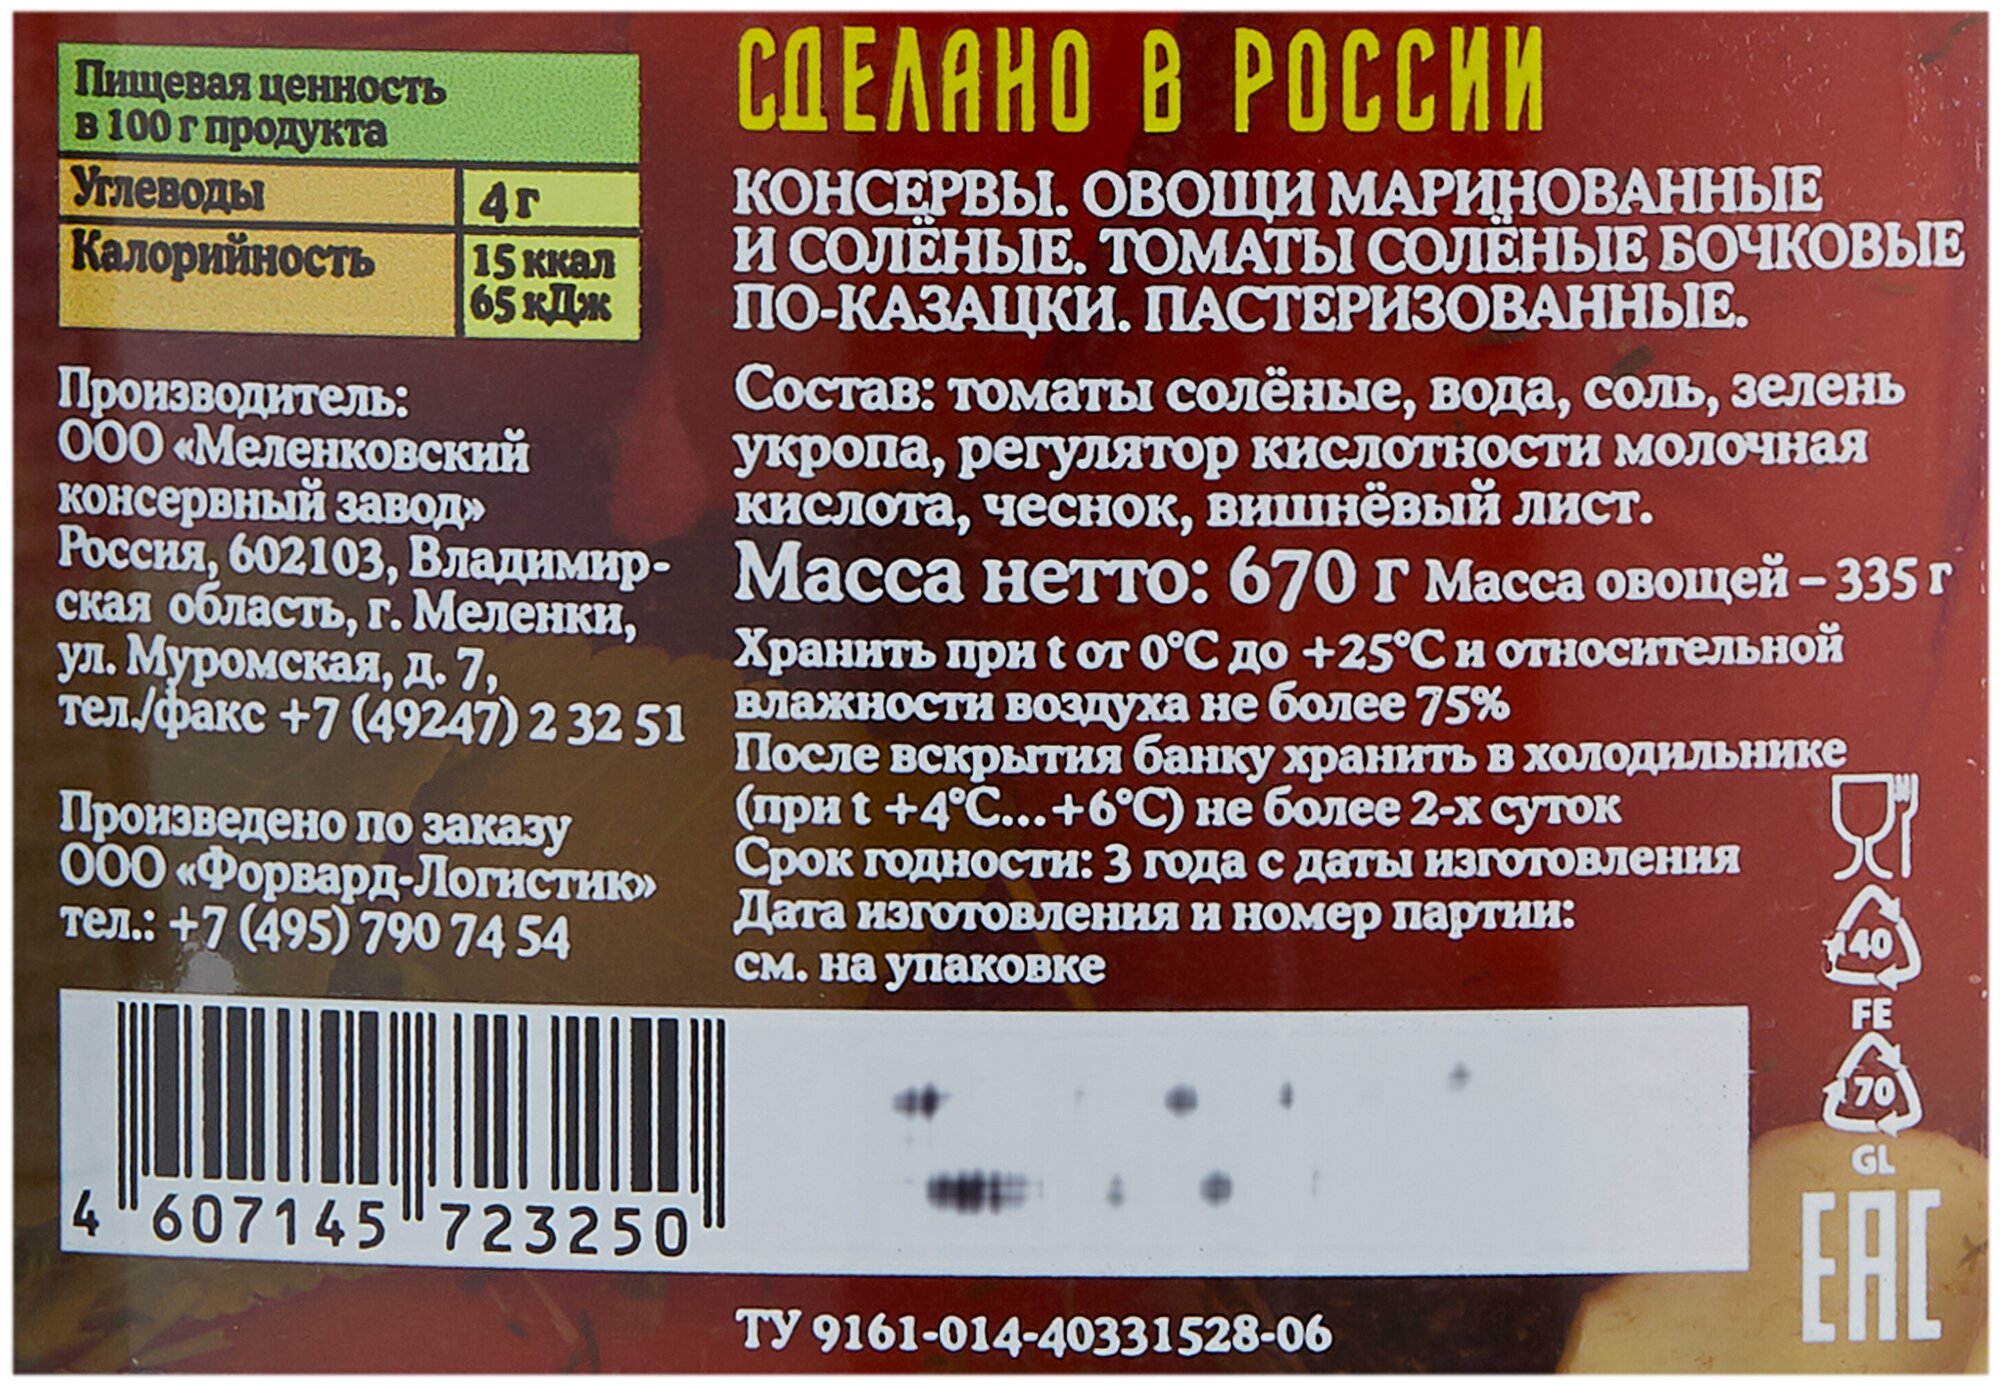 Пищевая ценность
в 100 г продукта
Углеводы 4 г
Калорийность 15 ккал
65 кДж
Производитель:
ООО «Меленковский
консервный завод»
Россия, 602103, Владимир-
ская область, г. Меленки,
ул. Муромская, д. 7,
тел./факс +7 (49247) 2 32 51
Произведено по заказу
ООО «Форвард-Логистик»
тел.: +7 (495) 790 74 54
4 607145 723250
СДЕЛАНО В РОССИИ
КОНСЕРВЫ. ОВОЩИ МАРИНОВАННЫЕ
И СОЛЁНЫЕ. ТОМАТЫ СОЛЁНЫЕ БОЧКОВЫЕ
ПО-КАЗАЦКИ. ПАСТЕРИЗОВАННЫЕ.
Состав: томаты солёные, вода, соль, зелень
укропа, регулятор кислотности молочная
кислота, чеснок, вишнёвый лист.
Масса нетто: 670 г Масса овощей – 335 г
Хранить при t от 0°С до +25°С и относительной
влажности воздуха не более 75%
После вскрытия банку хранить в холодильнике
(при t +4°С...+6°С) не более 2-х суток
Срок годности: 3 года с даты изготовления
Дата изготовления и номер партии:
см. на упаковке
40
FE
70
GL
EAC
ТУ 9161-014-40331528-06